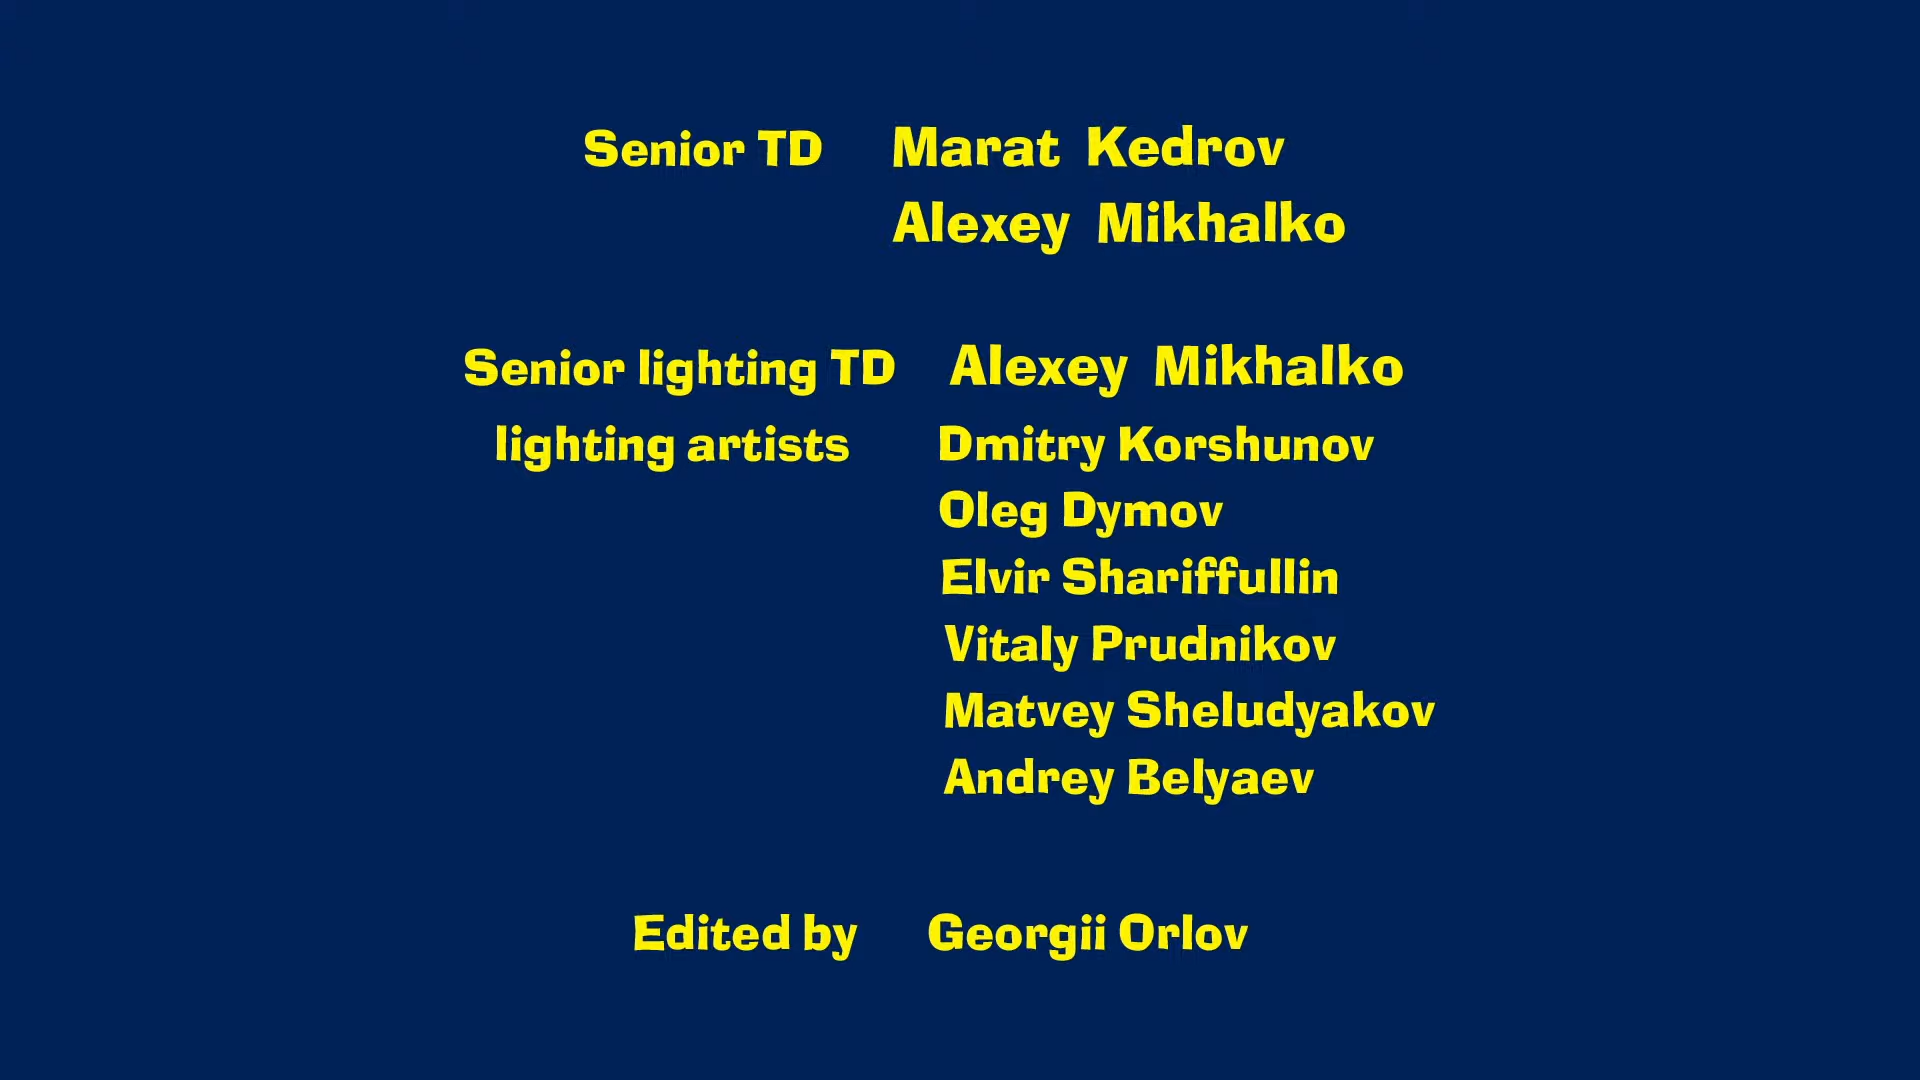 Senior TD Marat Kedrov
Alexey Mikhalko
Senior lighting TD Alexey Mikhalko
lighting artists Dmitry Korshunov
Oleg Dymov
Elvir Shariffullin
Vitaly Prudnikov
Matvey Sheludyakov
Andrey Belyaev
Edited by Georgii Orlov